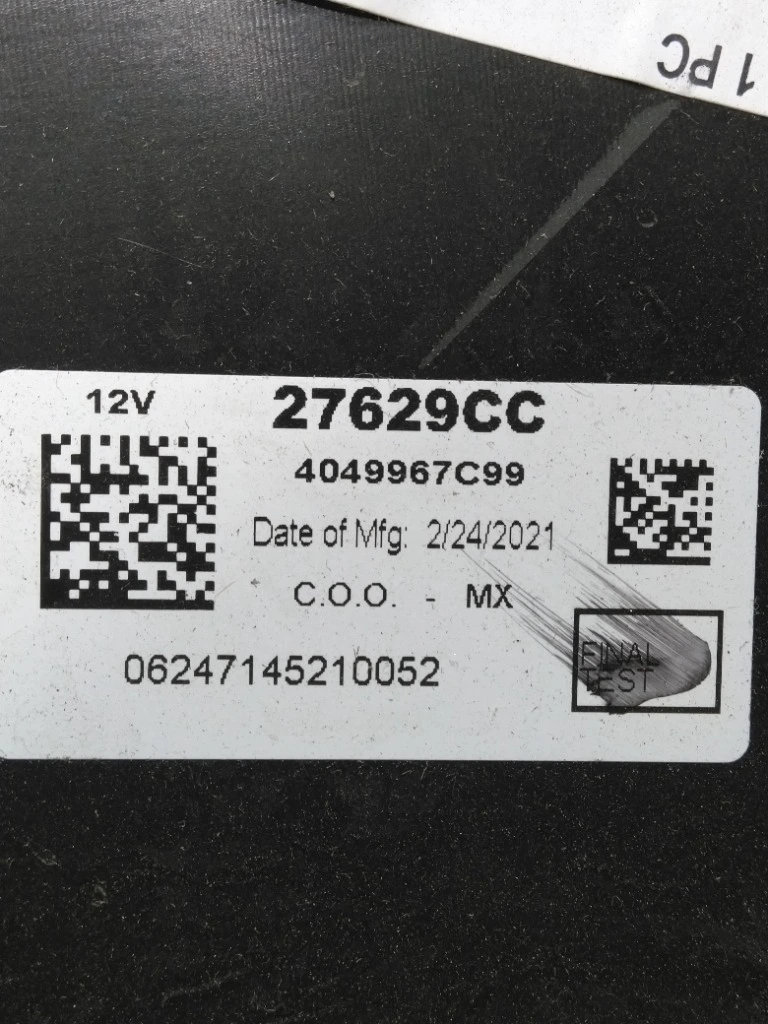 1 PC
12V
27629CC
4049967C99
Date of Mfg: 2/24/2021
C.O.O. - MX
FINAL
TEST
06247145210052